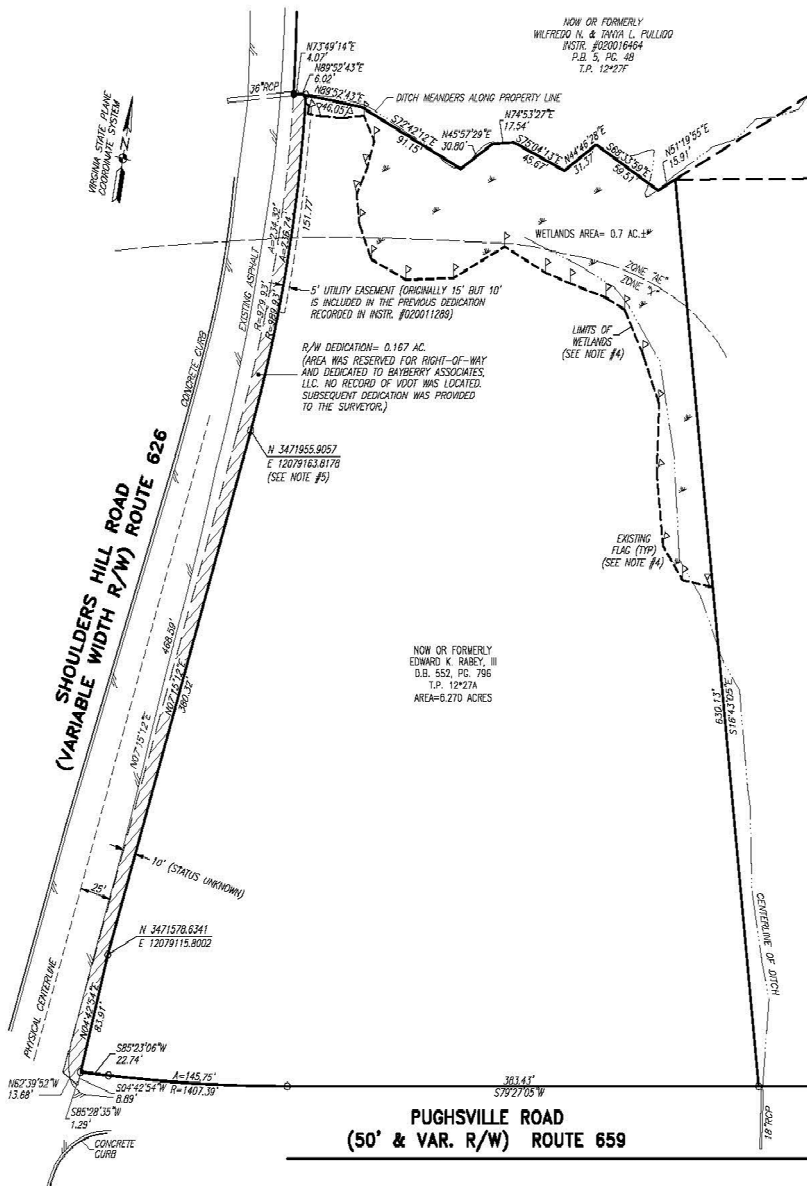 NOW OR FORMERLY
WILFREDO N. & TANYA L. PULLIDO
INSTR. #020016464
P.B. 5, PG. 48
T.P. 12*27F
N73°49'14"E
4.07'
N89°52'43"E
6.02'
N89°52'43"E
46.05'
36"RCP
DITCH MEANDERS ALONG PROPERTY LINE
S77°42'12"E
91.15'
N45°57'29"E
30.80'
N74°53'27"E
17.54'
S75°04'13"E
45.67'
N44°46'28"E
31.37'
S68°33'59"E
59.51'
N51°19'55"E
15.91'
VIRGINIA STATE PLANE
COORDINATE SYSTEM
WETLANDS AREA= 0.7 AC.±
ZONE "AE"
ZONE "X"
A=234.32'
R=979.93'
A=236.74'
R=989.93'
151.77'
EXISTING ASPHALT
CONCRETE CURB
5' UTILITY EASEMENT (ORIGINALLY 15' BUT 10'
IS INCLUDED IN THE PREVIOUS DEDICATION
RECORDED IN INSTR. #020011289)
R/W DEDICATION= 0.167 AC.
(AREA WAS RESERVED FOR RIGHT-OF-WAY
AND DEDICATED TO BAYBERRY ASSOCIATES,
LLC. NO RECORD OF VDOT WAS LOCATED.
SUBSEQUENT DEDICATION WAS PROVIDED
TO THE SURVEYOR.)
LIMITS OF
WETLANDS
(SEE NOTE #4)
N 3471955.9057
E 12079163.8178
(SEE NOTE #5)
EXISTING
FLAG (TYP)
(SEE NOTE #4)
SHOULDERS HILL ROAD
(VARIABLE WIDTH R/W) ROUTE 626
468.59'
N07°15'12"E
N07°15'12"E
380.32'
NOW OR FORMERLY
EDWARD K. RABEY, III
D.B. 552, PG. 796
T.P. 12*27A
AREA=6.270 ACRES
630.13'
S16°43'05"E
10' (STATUS UNKNOWN)
25'
N 3471578.6341
E 12079115.8002
PHYSICAL CENTERLINE
CENTERLINE OF DITCH
N04°42'54"E
83.91'
S85°23'06"W
22.74'
N62°39'52"W
13.68'
S04°42'54"W
8.89'
A=145.75'
R=1407.39'
383.43'
S79°27'05"W
S85°28'35"W
1.29'
CONCRETE
CURB
PUGHSVILLE ROAD
(50' & VAR. R/W) ROUTE 659
18"RCP